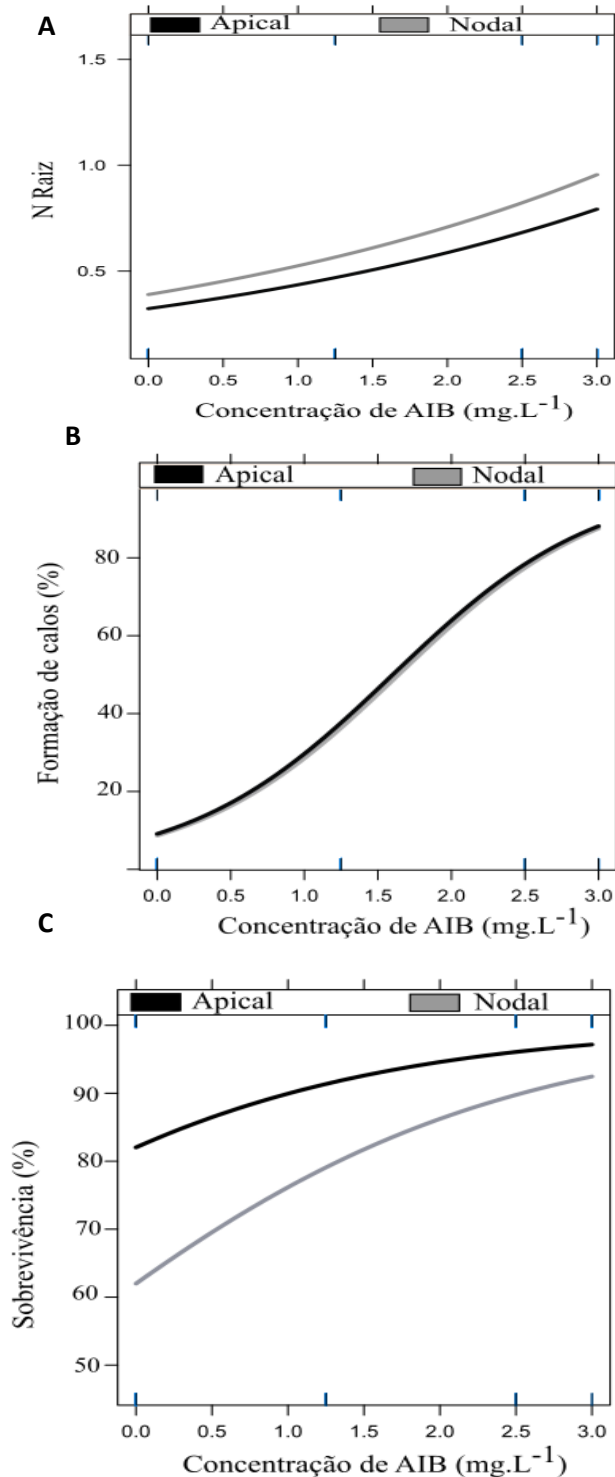 A
Apical Nodal
1.5
1.0
0.5
N Raiz
0.0 0.5 1.0 1.5 2.0 2.5 3.0
Concentração de AIB (mg.L-1)
B
Apical Nodal
80
60
40
20
Formação de calos (%)
0.0 0.5 1.0 1.5 2.0 2.5 3.0
Concentração de AIB (mg.L-1)
C
Apical Nodal
100
90
80
70
60
50
Sobrevivência (%)
0.0 0.5 1.0 1.5 2.0 2.5 3.0
Concentração de AIB (mg.L-1)